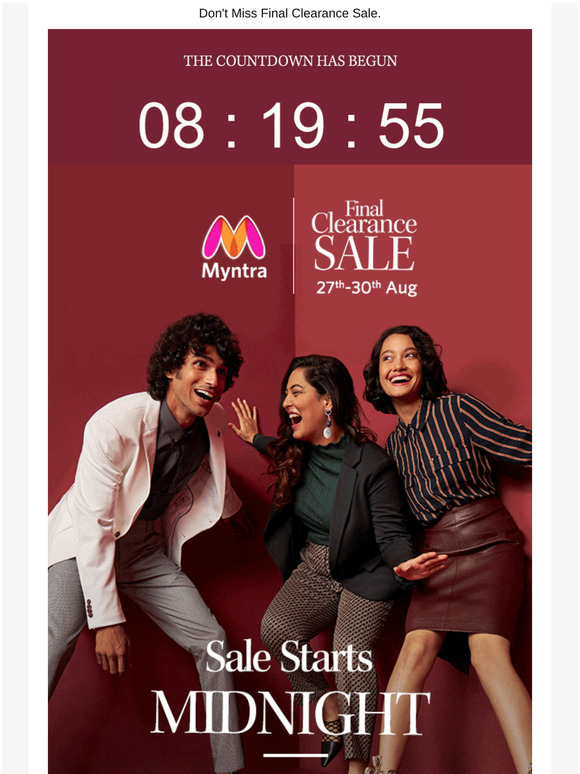 Don't Miss Final Clearance Sale.
THE COUNTDOWN HAS BEGUN
08 : 19 : 55
Myntra
Final
Clearance
SALE
27th-30th Aug
Sale Starts
MIDNIGHT